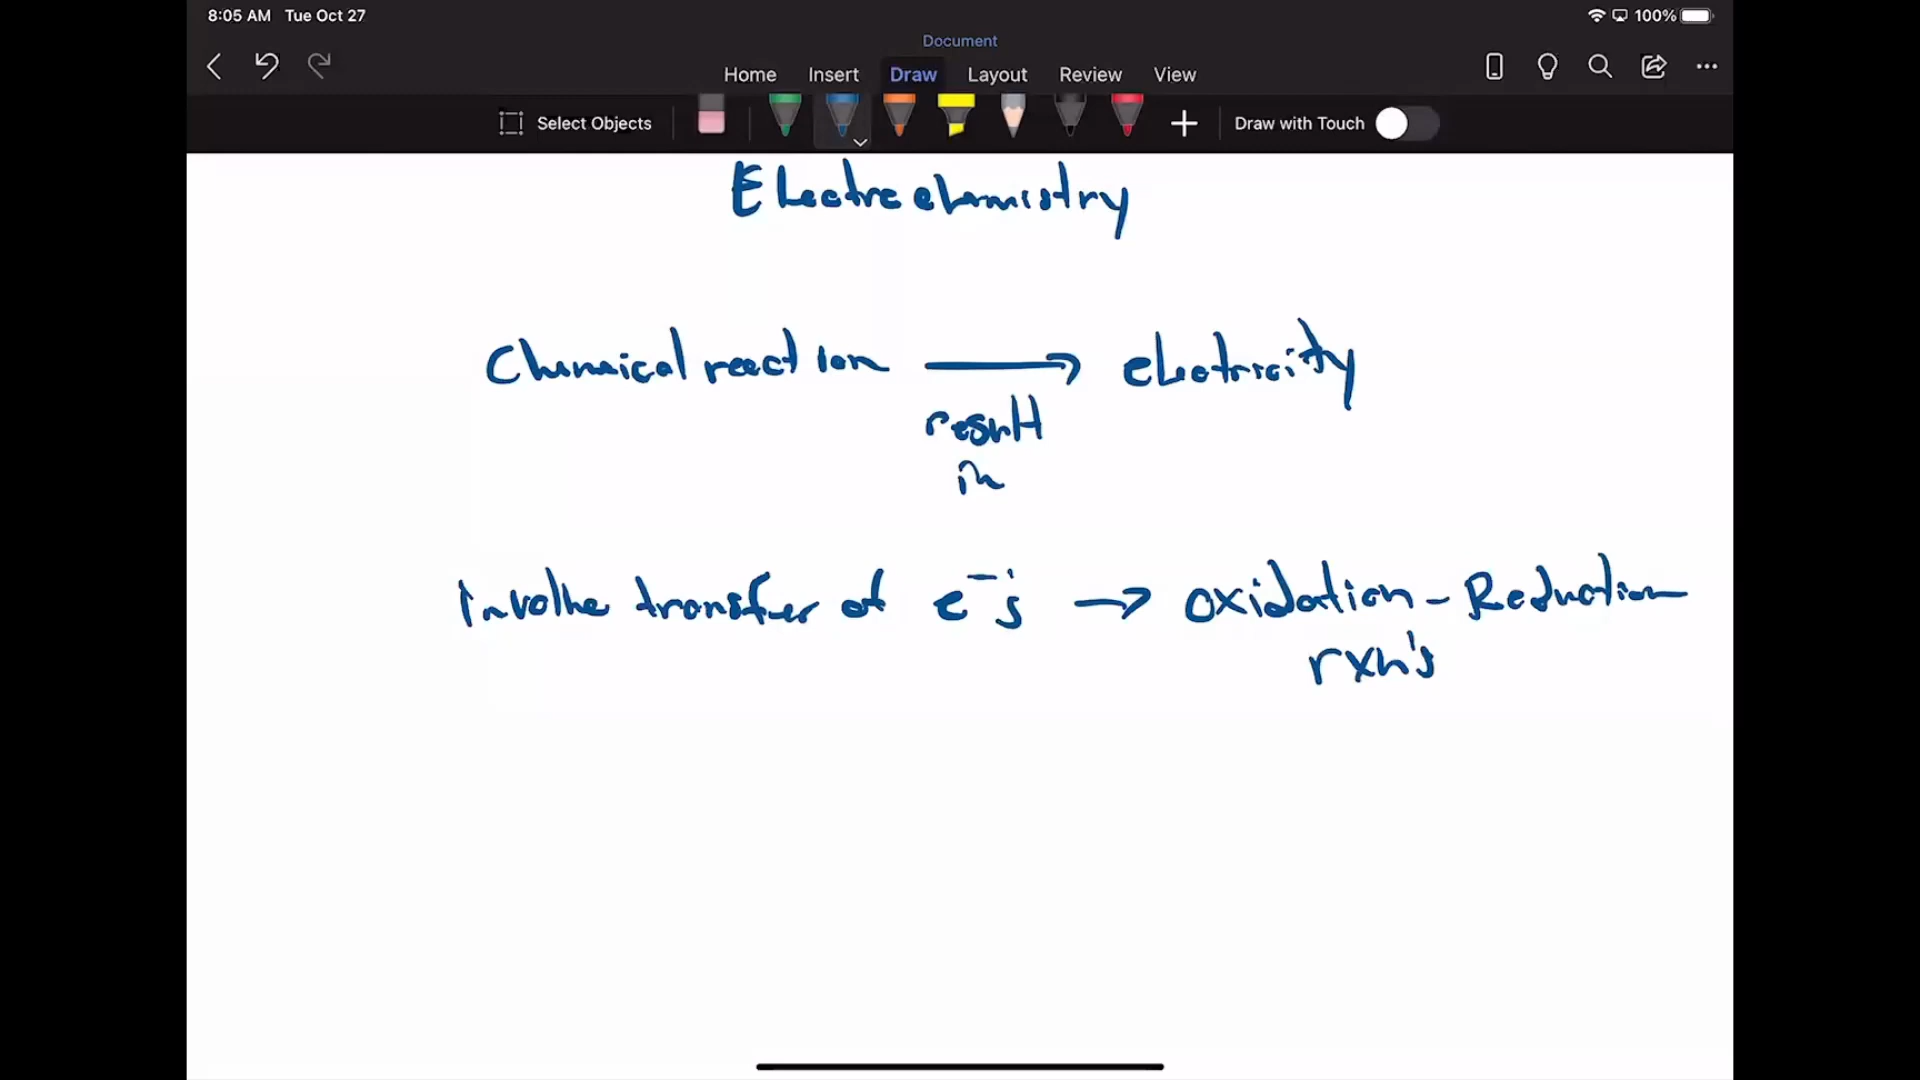 8:05 AM Tue Oct 27
100%
Document
Home Insert Draw Layout Review View
Select Objects
Draw with Touch
Electrochemistry
Chemical reaction → electricity
result
in
Involve transfer of e⁻'s → oxidation - Reduction
rxn's